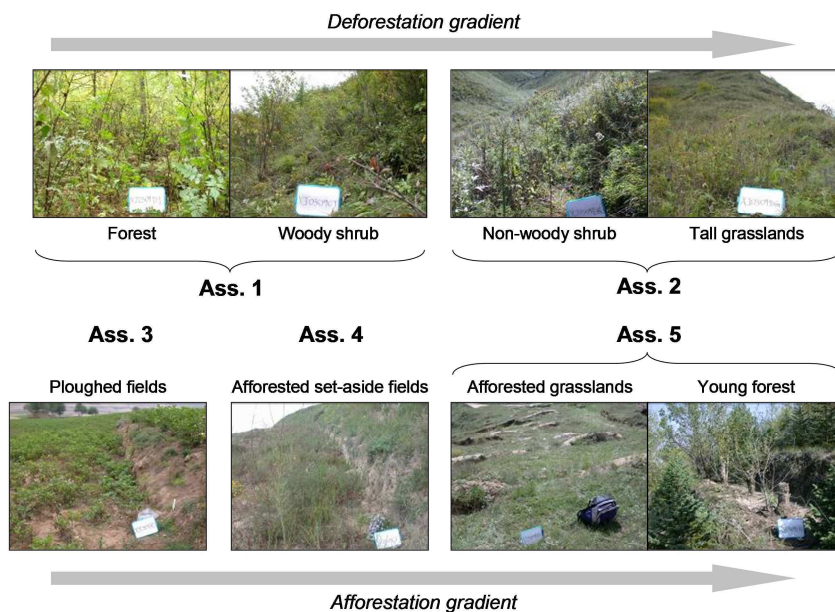 Deforestation gradient
Forest
Woody shrub
Non-woody shrub
Tall grasslands
Ass. 1
Ass. 2
Ass. 3
Ass. 4
Ass. 5
Ploughed fields
Afforested set-aside fields
Afforested grasslands
Young forest
Afforestation gradient